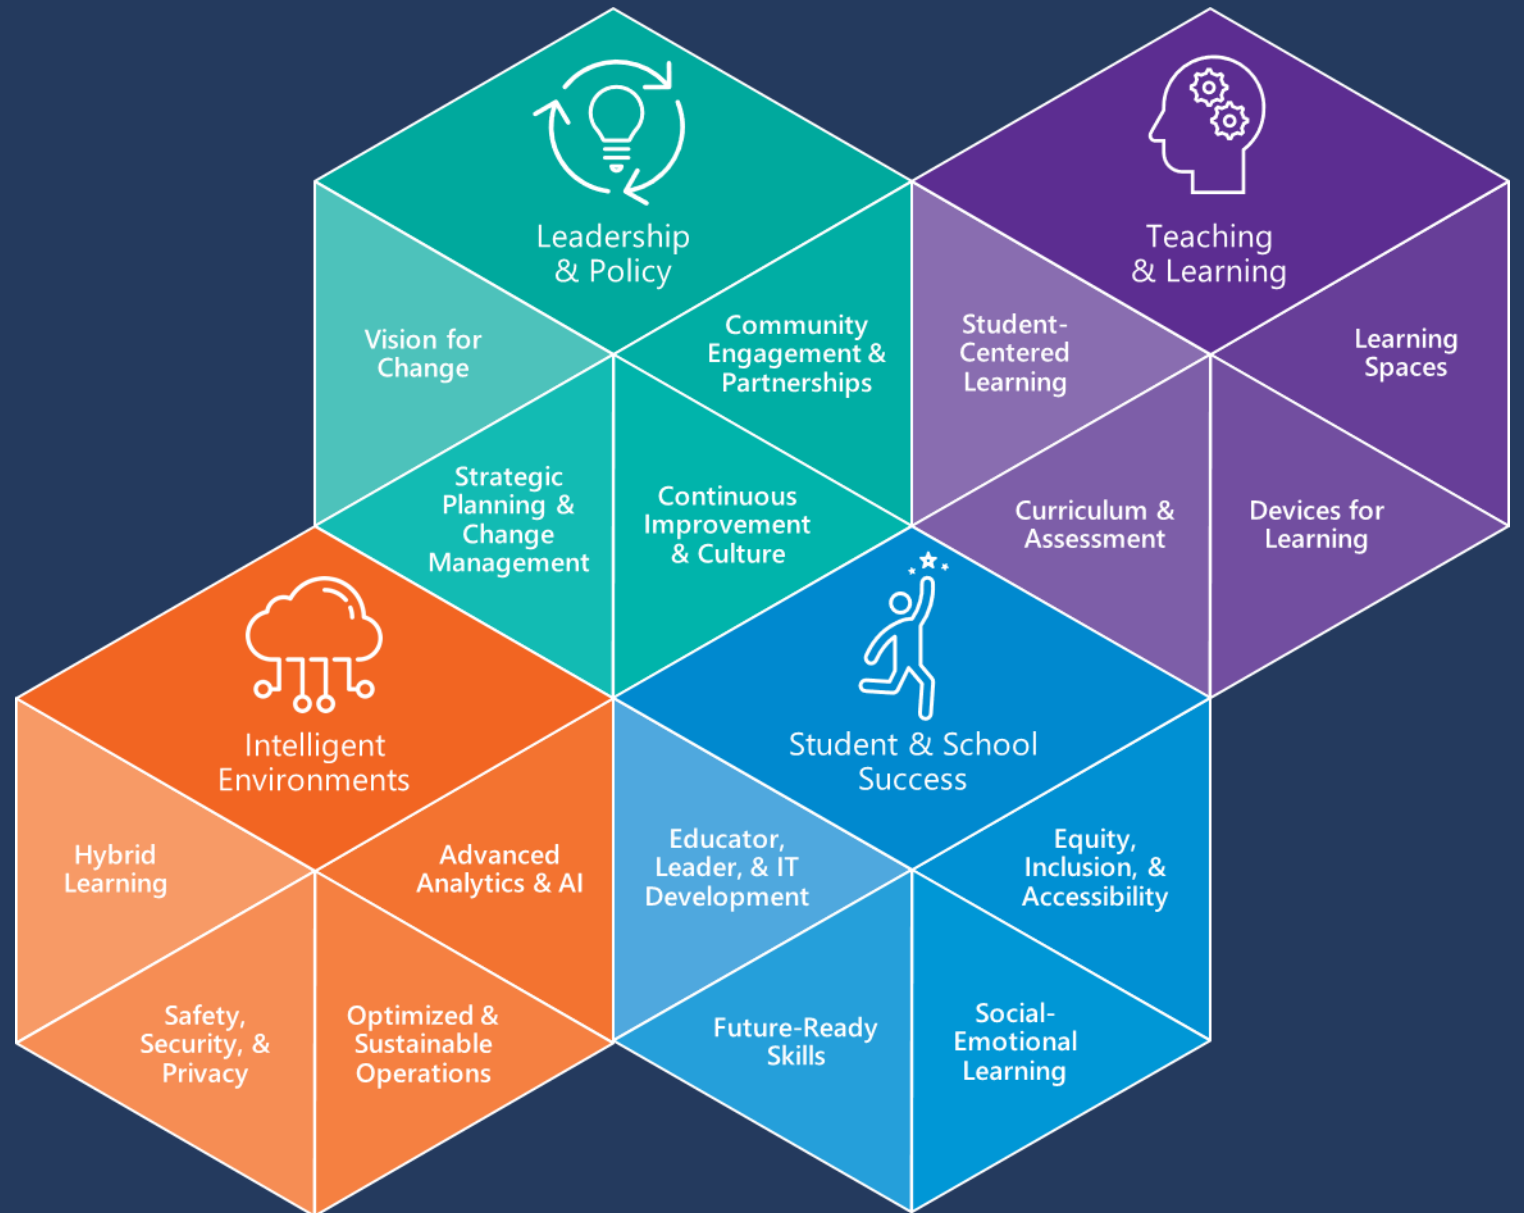 Leadership
& Policy
Vision for
Change
Strategic
Planning &
Change
Management
Continuous
Improvement
& Culture
Community
Engagement &
Partnerships
Teaching
& Learning
Student-
Centered
Learning
Curriculum &
Assessment
Devices for
Learning
Learning
Spaces
Intelligent
Environments
Hybrid
Learning
Safety,
Security, &
Privacy
Optimized &
Sustainable
Operations
Advanced
Analytics & AI
Student & School
Success
Educator,
Leader, & IT
Development
Future-Ready
Skills
Social-
Emotional
Learning
Equity,
Inclusion, &
Accessibility